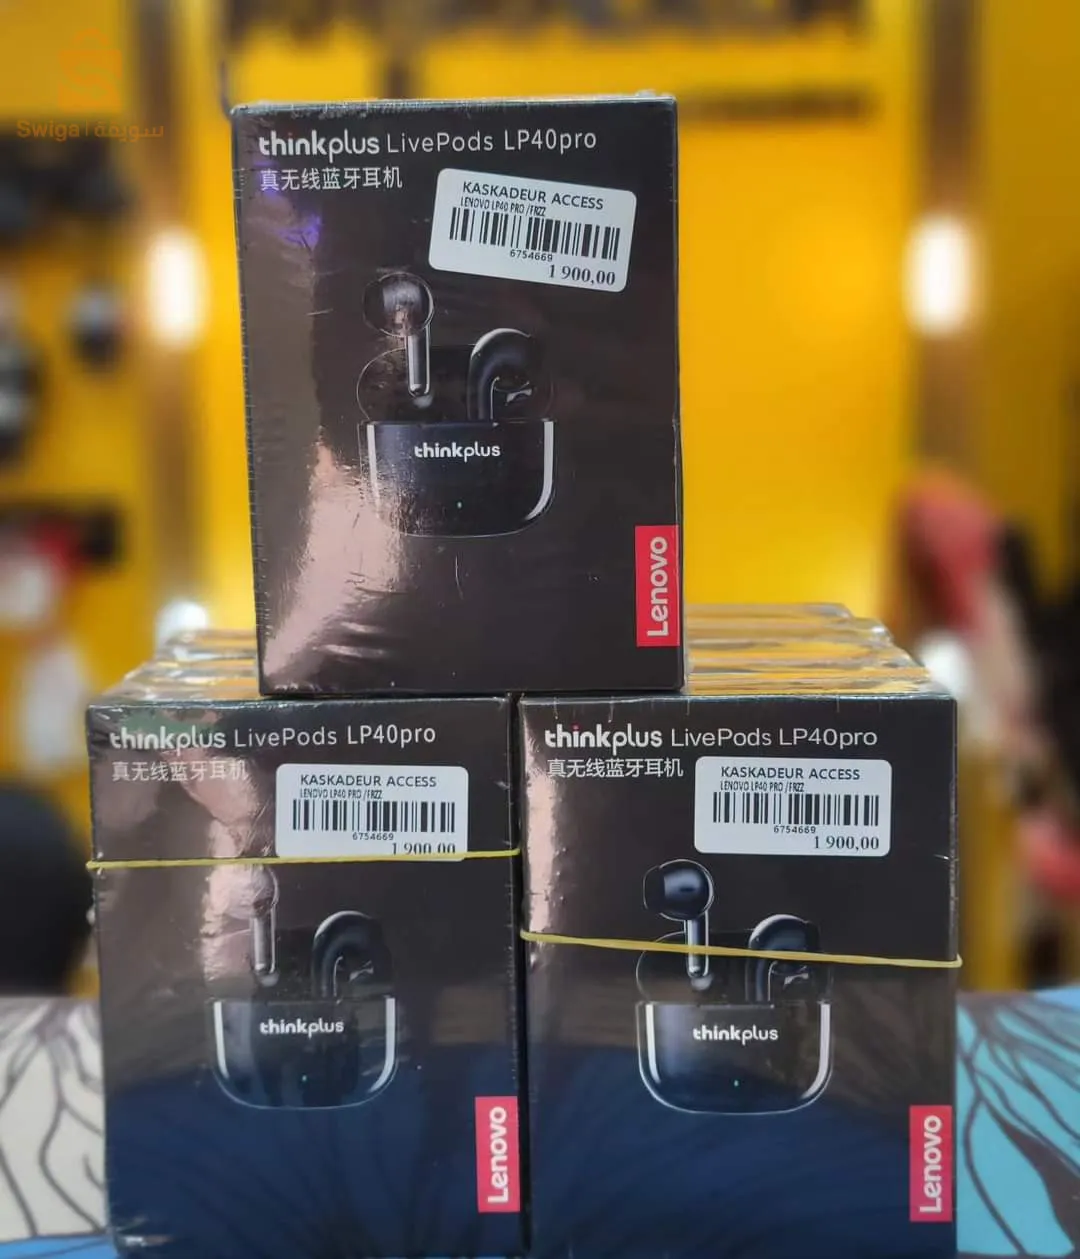 Swiga | سويقة
thinkplus LivePods LP40pro
真无线蓝牙耳机
KASKADEUR ACCESS
LENOVO LP40 PRO /FRZZ
6754669
1 900,00
thinkplus
Lenovo
thinkplus LivePods LP40pro
真无线蓝牙耳机
KASKADEUR ACCESS
LENOVO LP40 PRO /FRZZ
6754669
1 900,00
thinkplus
Lenovo
thinkplus LivePods LP40pro
真无线蓝牙耳机
KASKADEUR ACCESS
LENOVO LP40 PRO /FRZZ
6754669
1 900,00
thinkplus
Lenovo